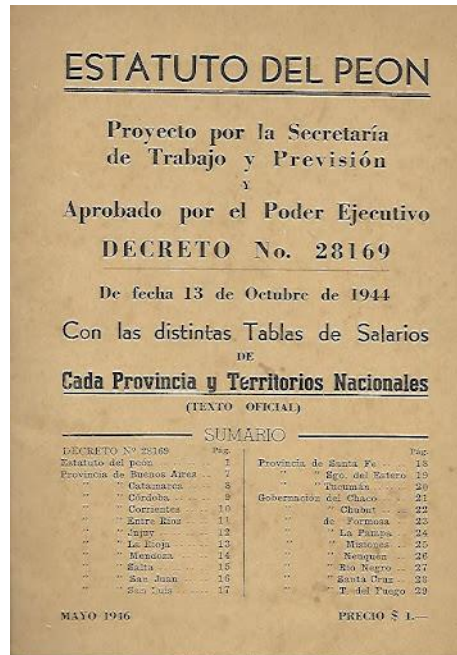 ESTATUTO DEL PEON
Proyecto por la Secretaría
de Trabajo y Previsión
Y
Aprobado por el Poder Ejecutivo
DECRETO No. 28169
De fecha 13 de Octubre de 1944
Con las distintas Tablas de Salarios
DE
Cada Provincia y Territorios Nacionales
(TEXTO OFICIAL)
SUMARIO
DECRETO Nº 28169 Pág.
Estatuto del peón 1
Provincia de Buenos Aires 7
" " Catamarca 8
" " Córdoba 9
" " Corrientes 10
" " Entre Ríos 11
" " Jujuy 12
" " La Rioja 13
" " Mendoza 14
" " Salta 15
" " San Juan 16
" " San Luis 17
Pág.
Provincia de Santa Fe 18
" " Sgo. del Estero 19
" " Tucumán 20
Gobernación del Chaco 21
" " Chubut 22
" de Formosa 23
" " La Pampa 24
" " Misiones 25
" " Neuquén 26
" " Río Negro 27
" " Santa Cruz 28
" " T. del Fuego 29
MAYO 1946
PRECIO $ 1.—